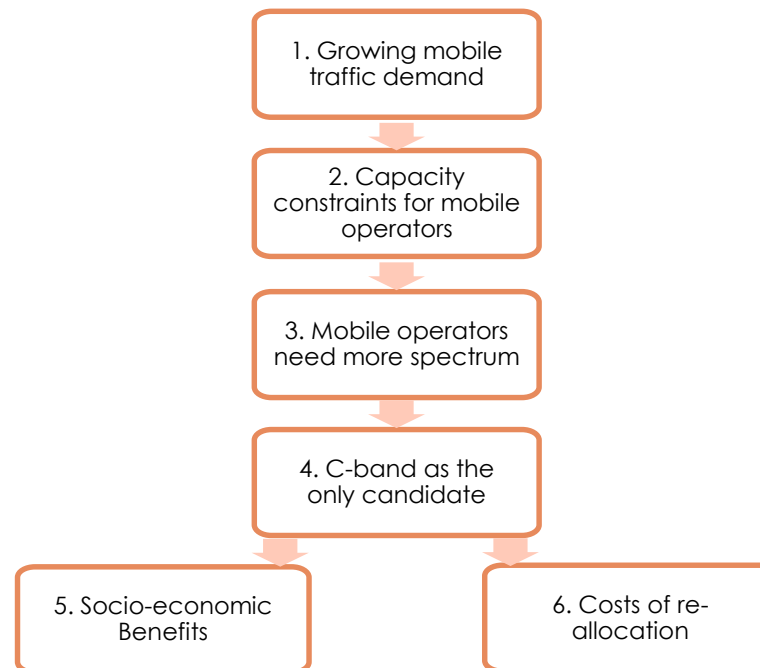 1. Growing mobile
traffic demand
2. Capacity
constraints for mobile
operators
3. Mobile operators
need more spectrum
4. C-band as the
only candidate
5. Socio-economic
Benefits
6. Costs of re-
allocation